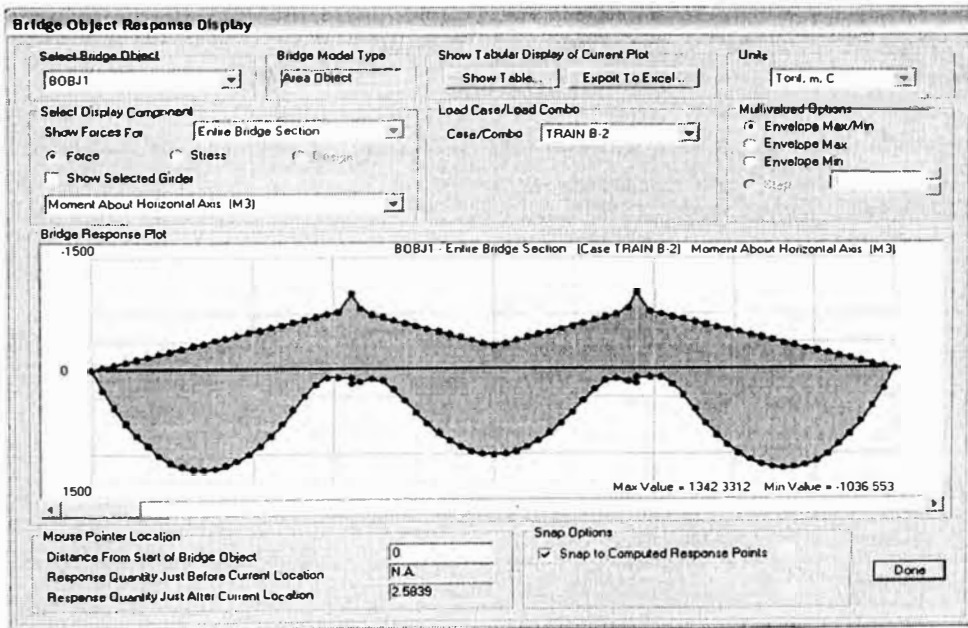 Bridge Object Response Display
Select Bridge Object
BOBJ1
Bridge Model Type
Area Object
Show Tabular Display of Current Plot
Show Table...
Export To Excel...
Units
Tonf, m, C
Select Display Component
Show Forces For
Entire Bridge Section
Force
Stress
Design
Show Selected Girder
Moment About Horizontal Axis (M3)
Load Case/Load Combo
Case/Combo
TRAIN B-2
Multivalued Options
Envelope Max/Min
Envelope Max
Envelope Min
Step
Bridge Response Plot
-1500
BOBJ1 - Entire Bridge Section (Case TRAIN B-2) Moment About Horizontal Axis (M3)
0
1500
Max Value = 1342.3312 Min Value = -1036.553
Mouse Pointer Location
Distance From Start of Bridge Object
0
Response Quantity Just Before Current Location
N.A.
Response Quantity Just After Current Location
2.5839
Snap Options
Snap to Computed Response Points
Done